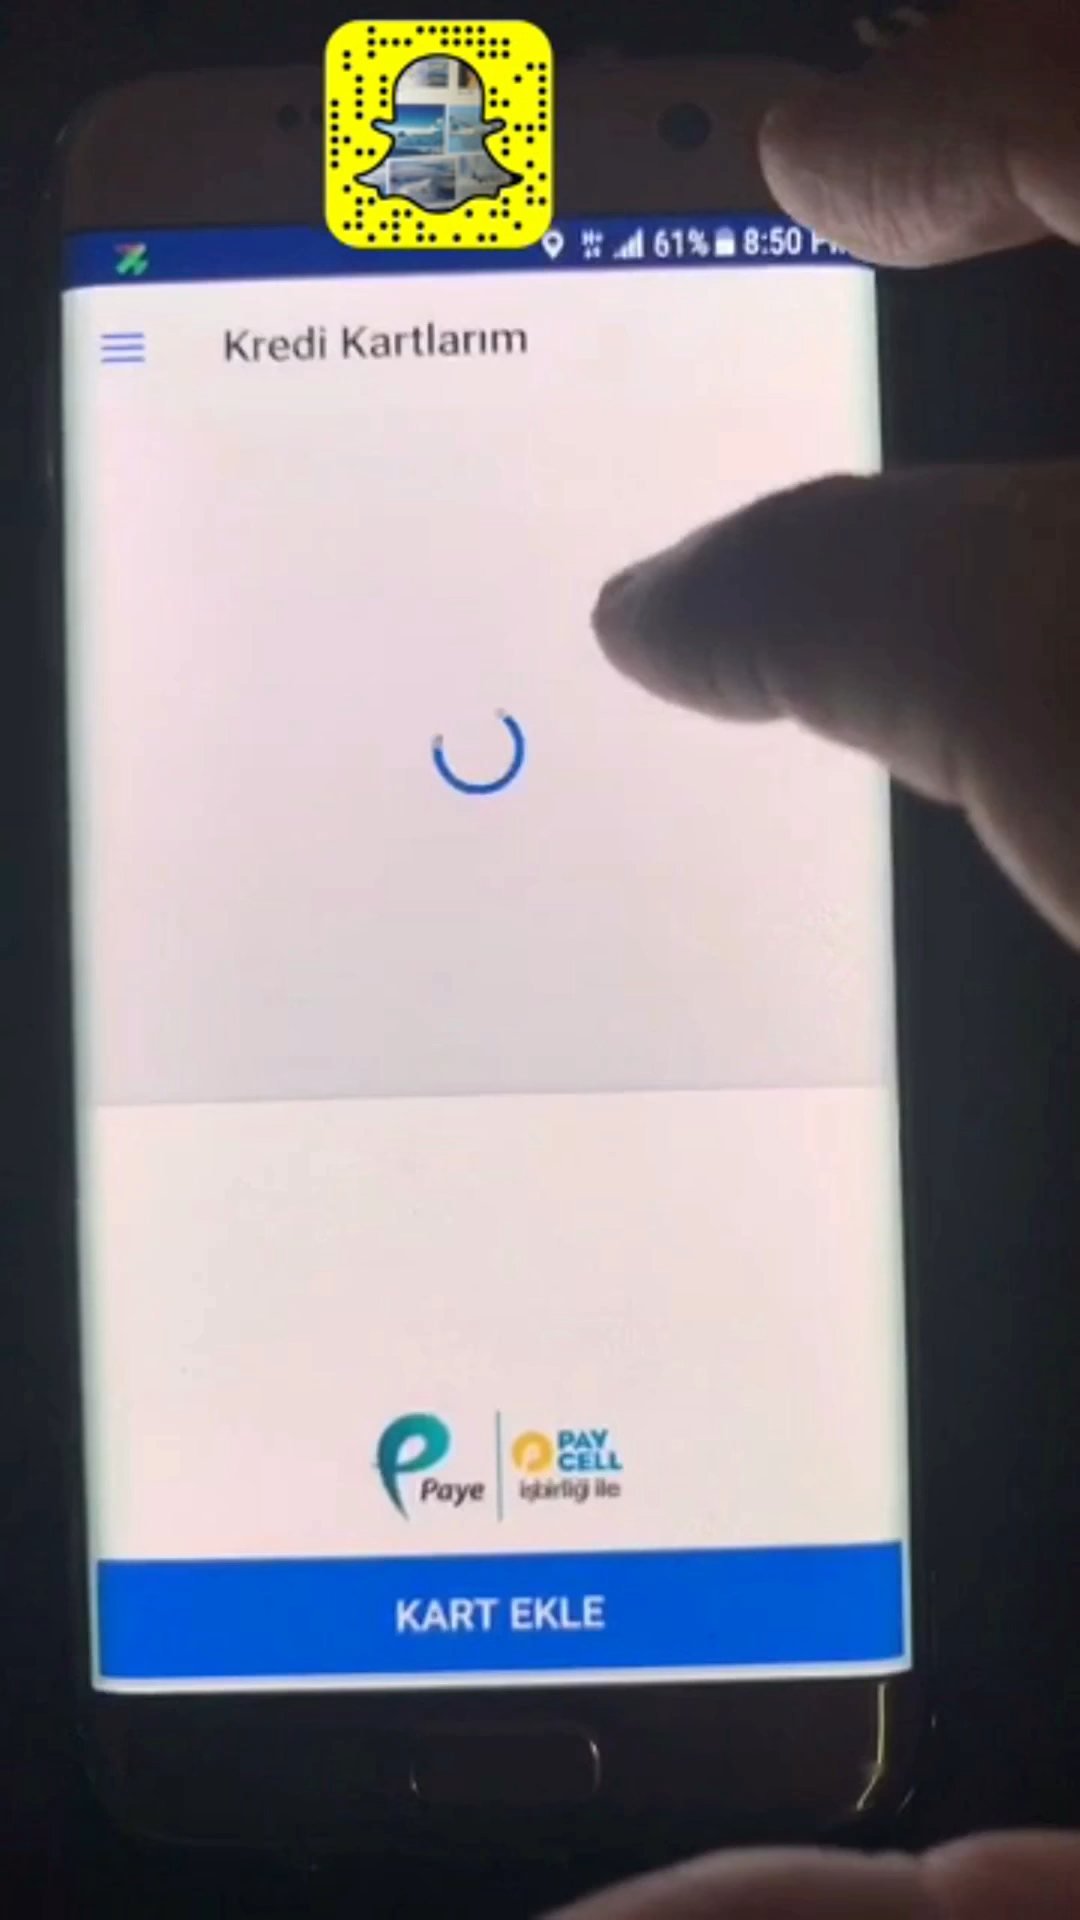 61% 8:50
Kredi Kartlarım
Paye
PAY
CELL
işbirliği ile
KART EKLE